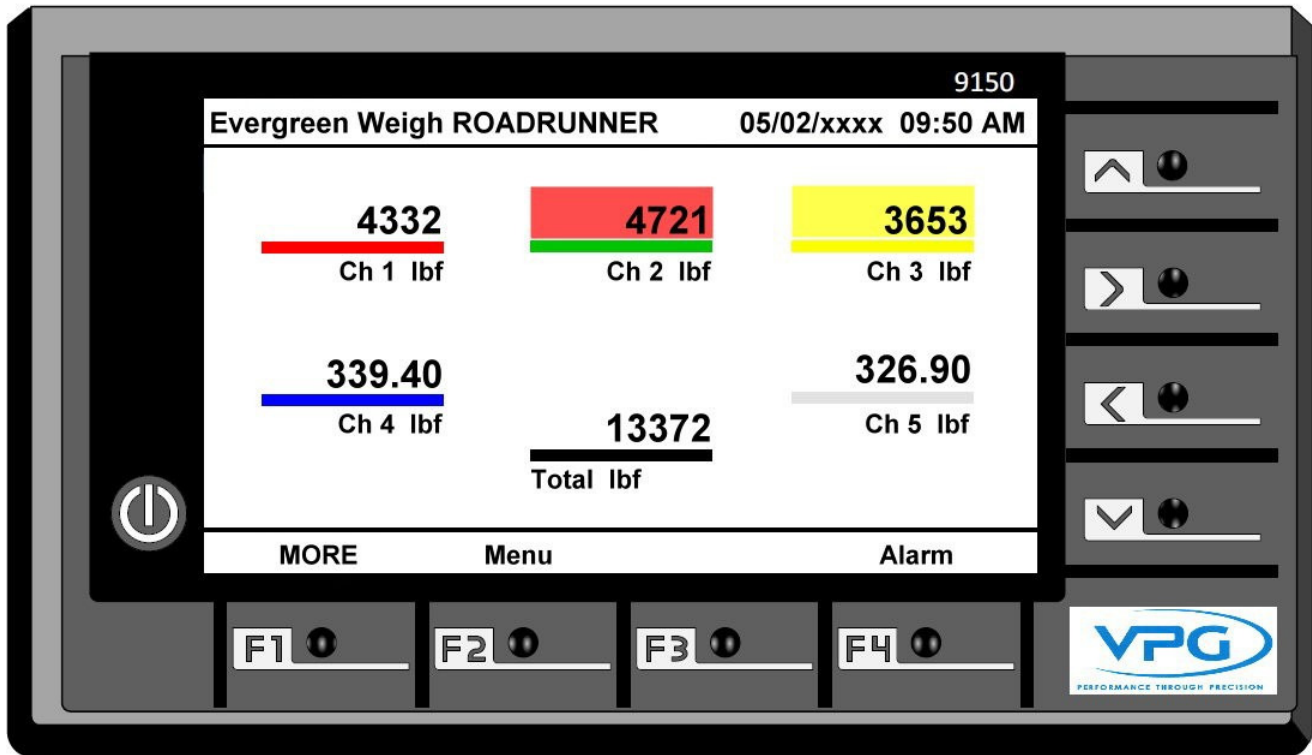 9150
Evergreen Weigh ROADRUNNER 05/02/xxxx 09:50 AM
4332 4721 3653
Ch 1 lbf Ch 2 lbf Ch 3 lbf
339.40 326.90
Ch 4 lbf Ch 5 lbf
13372
Total lbf
MORE Menu Alarm
F1 F2 F3 F4
VPG
PERFORMANCE THROUGH PRECISION